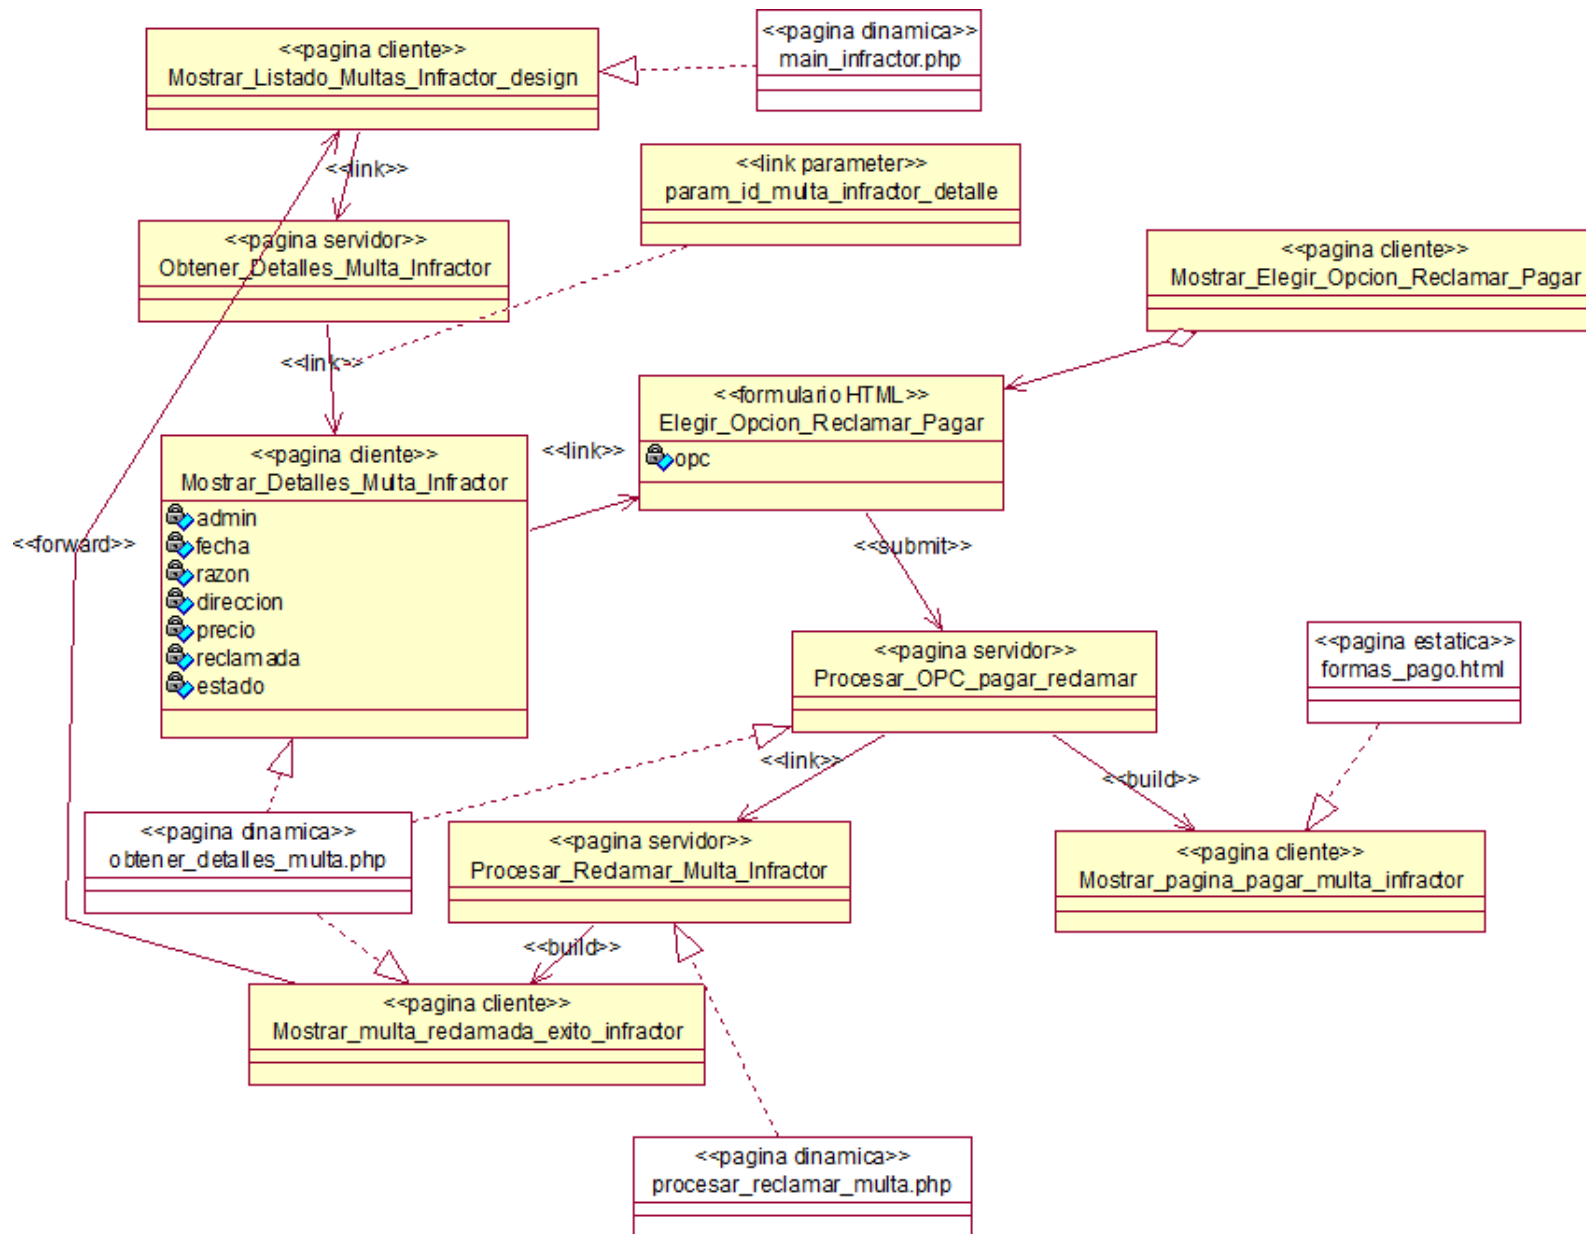 <<pagina cliente>>
Mostrar_Listado_Multas_Infractor_design
<<pagina dinamica>>
main_infractor.php
<<link>>
<<link parameter>>
param_id_multa_infractor_detalle
<<pagina servidor>>
Obtener_Detalles_Multa_Infractor
<<pagina cliente>>
Mostrar_Elegir_Opcion_Reclamar_Pagar
<<link>>
<<formulario HTML>>
Elegir_Opcion_Reclamar_Pagar
opc
<<link>>
<<pagina cliente>>
Mostrar_Detalles_Multa_Infractor
admin
fecha
razon
direccion
precio
reclamada
estado
<<forward>>
<<submit>>
<<pagina servidor>>
Procesar_OPC_pagar_reclamar
<<pagina estatica>>
formas_pago.html
<<link>>
<<build>>
<<pagina dinamica>>
obtener_detalles_multa.php
<<pagina servidor>>
Procesar_Reclamar_Multa_Infractor
<<pagina cliente>>
Mostrar_pagina_pagar_multa_infractor
<<build>>
<<pagina cliente>>
Mostrar_multa_reclamada_exito_infractor
<<pagina dinamica>>
procesar_reclamar_multa.php